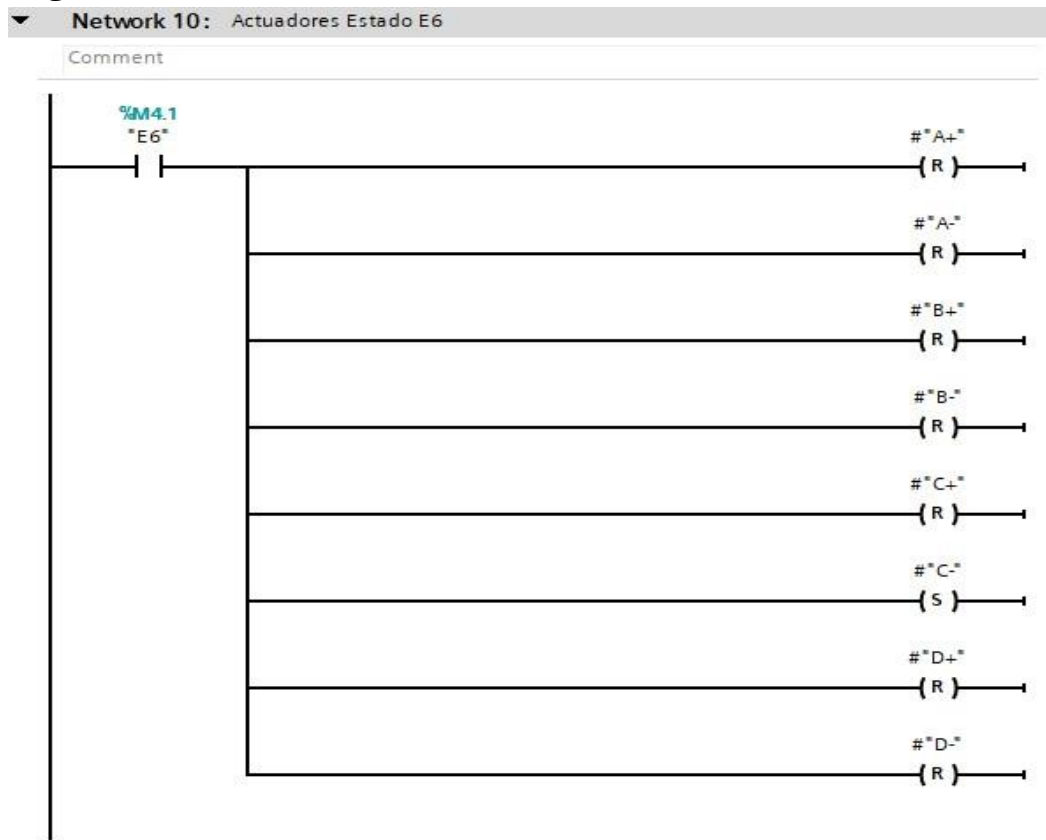 Network 10: Actuadores Estado E6
Comment
%M4.1
"E6"
#"A+"
( R )
#"A-"
( R )
#"B+"
( R )
#"B-"
( R )
#"C+"
( R )
#"C-"
( S )
#"D+"
( R )
#"D-"
( R )